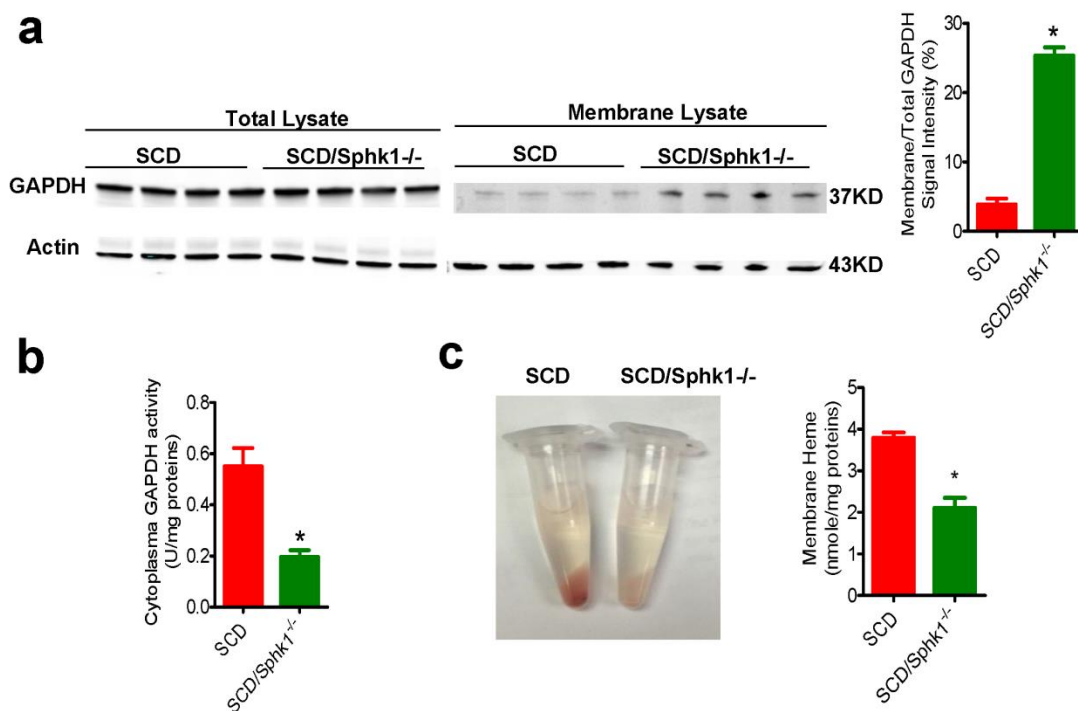 a
Total Lysate
Membrane Lysate
SCD
SCD/Sphk1-/-
SCD
SCD/Sphk1-/-
GAPDH
37KD
Actin
43KD
Membrane/Total GAPDH
Signal Intensity (%)
30
20
10
0
*
SCD
SCD/Sphk1-/-
b
Cytoplasma GAPDH activity
(U/mg proteins)
0.8
0.6
0.4
0.2
0.0
*
SCD
SCD/Sphk1-/-
c
SCD
SCD/Sphk1-/-
Membrane Heme
(nmole/mg proteins)
5
4
3
2
1
0
*
SCD
SCD/Sphk1-/-